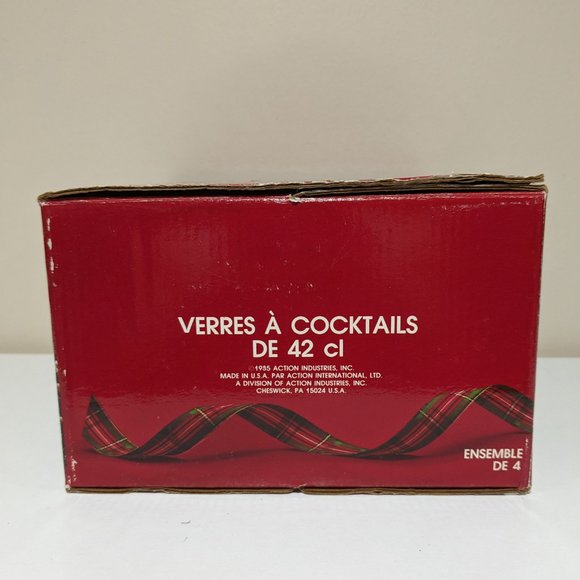 VERRES À COCKTAILS
DE 42 cl
©1985 ACTION INDUSTRIES, INC.
MADE IN U.S.A. PAR ACTION INTERNATIONAL, LTD.
A DIVISION OF ACTION INDUSTRIES, INC.
CHESWICK, PA 15024 U.S.A.
ENSEMBLE
DE 4